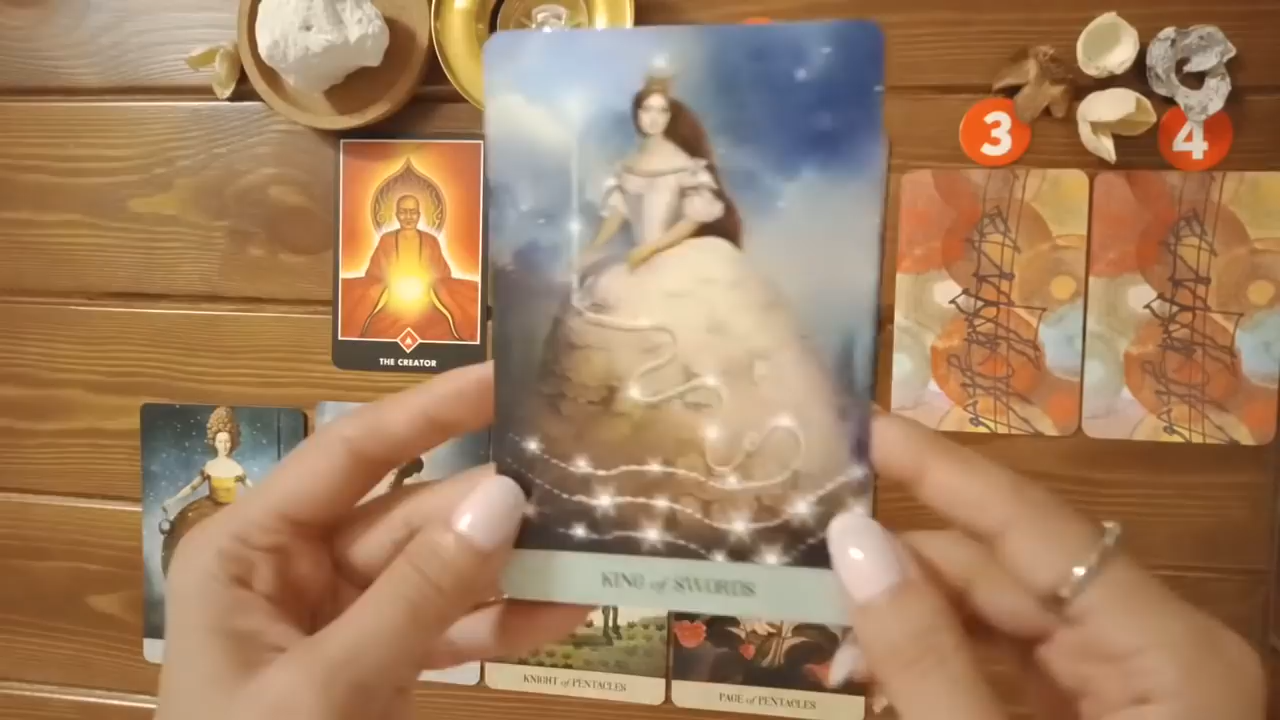 3
4
THE CREATOR
KING of SWORDS
KNIGHT of PENTACLES
PAGE of PENTACLES